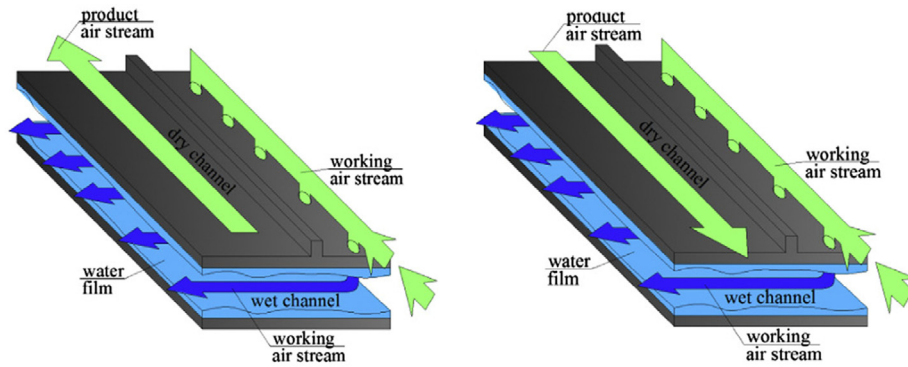 product
air stream
dry channel
working
air stream
water
film
wet channel
working
air stream
product
air stream
dry channel
working
air stream
water
film
wet channel
working
air stream